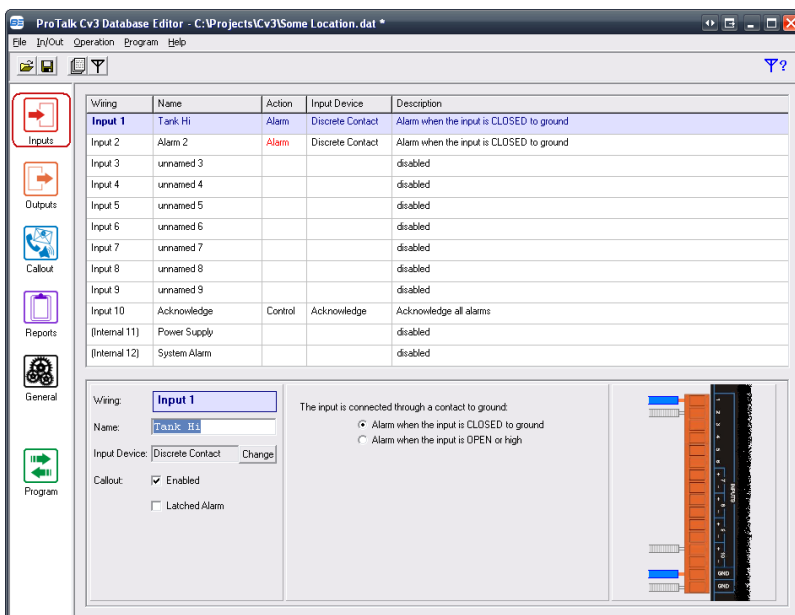 ProTalk Cv3 Database Editor - C:\Projects\Cv3\Some Location.dat *
File In/Out Operation Program Help
?
Inputs
Outputs
Callout
Reports
General
Program
Wiring Name Action Input Device Description
Input 1 Tank Hi Alarm Discrete Contact Alarm when the input is CLOSED to ground
Input 2 Alarm 2 Alarm Discrete Contact Alarm when the input is CLOSED to ground
Input 3 unnamed 3 disabled
Input 4 unnamed 4 disabled
Input 5 unnamed 5 disabled
Input 6 unnamed 6 disabled
Input 7 unnamed 7 disabled
Input 8 unnamed 8 disabled
Input 9 unnamed 9 disabled
Input 10 Acknowledge Control Acknowledge Acknowledge all alarms
(Internal 11) Power Supply disabled
(Internal 12) System Alarm disabled
Wiring: Input 1
Name: Tank Hi
Input Device: Discrete Contact Change
Callout: Enabled
Latched Alarm
The input is connected through a contact to ground:
Alarm when the input is CLOSED to ground
Alarm when the input is OPEN or high
INPUTS
GND
GND